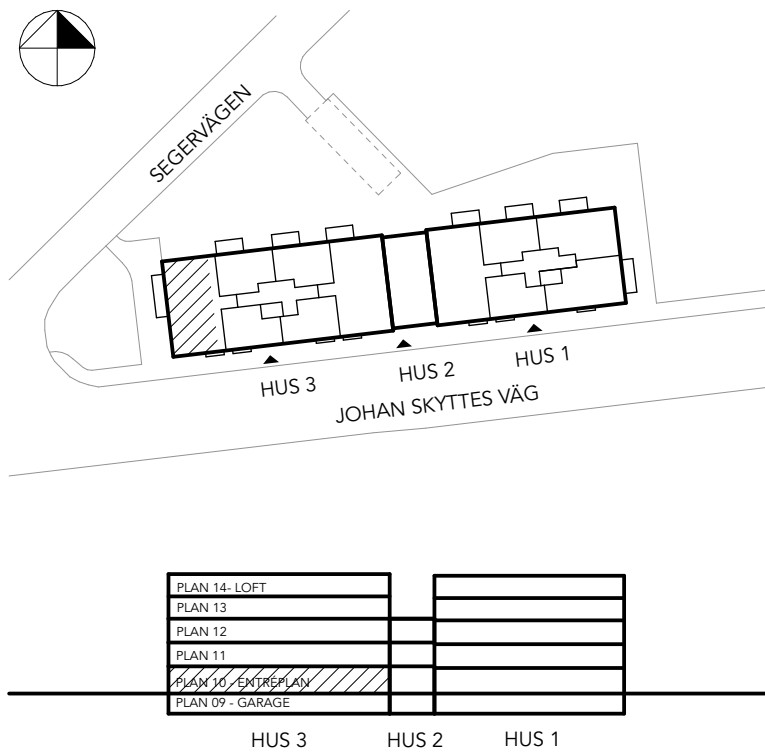 SEGERVÄGEN
HUS 3
HUS 2
HUS 1
JOHAN SKYTTES VÄG
PLAN 14- LOFT
PLAN 13
PLAN 12
PLAN 11
PLAN 10 - ENTRÉPLAN
PLAN 09 - GARAGE
HUS 3
HUS 2
HUS 1